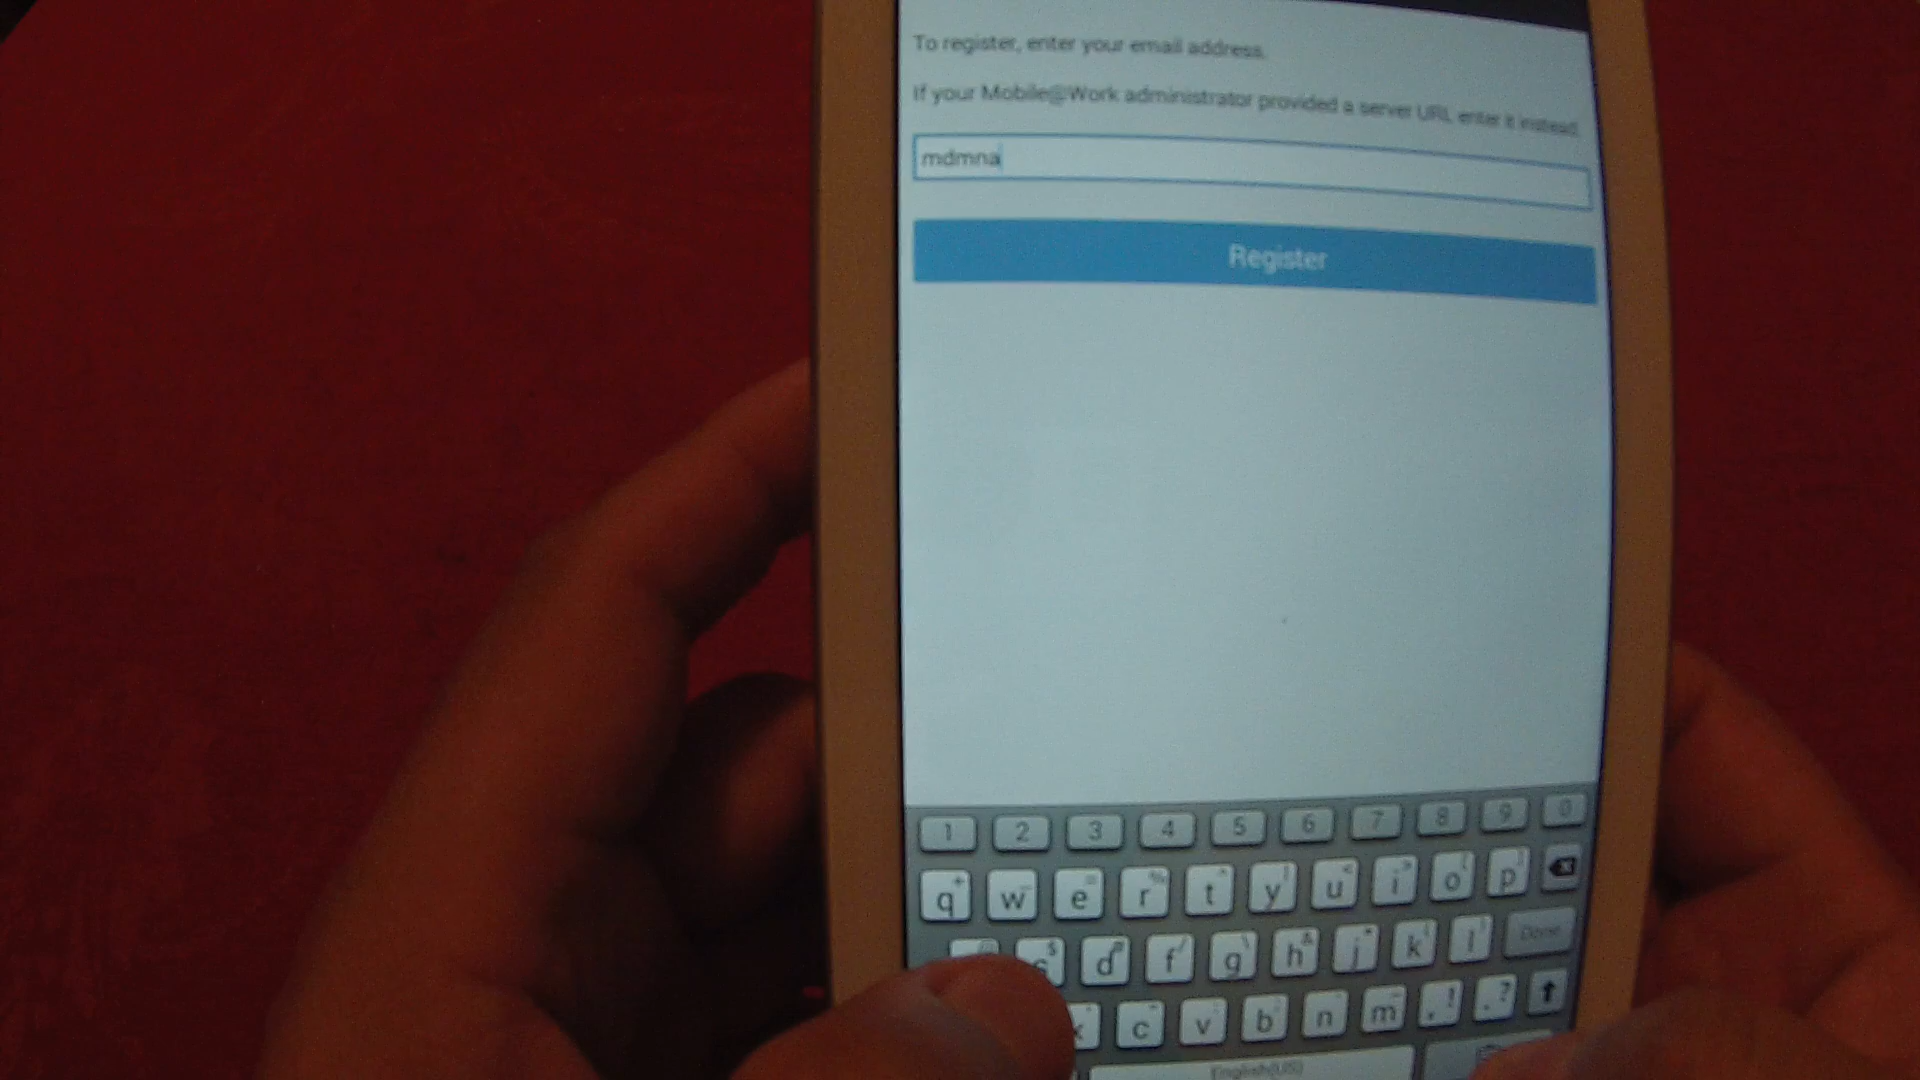 To register, enter your email address.
If your Mobile@Work administrator provided a server URL enter it instead.
mdmna
Register
1 2 3 4 5 6 7 8 9 0
q w e r t y u i o p
s d f g h j k l Done
c v b n m , ! . ?
English(US)